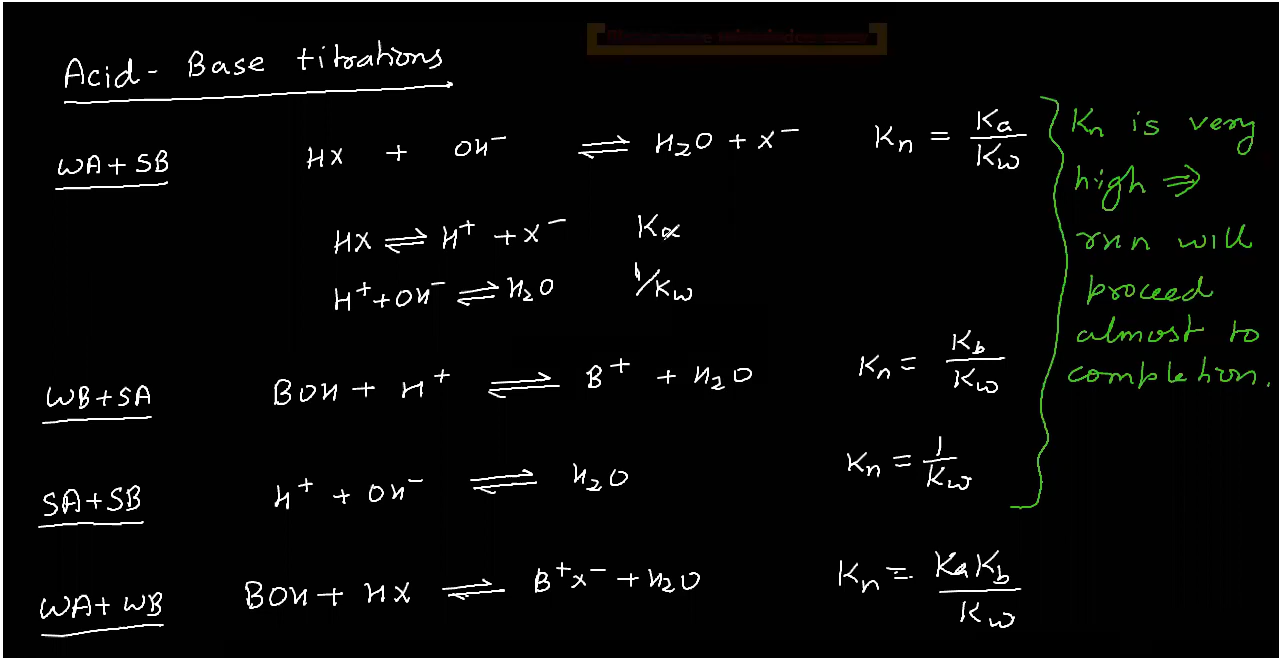 Acid - Base titrations
WA + SB HX + OH⁻ ⇌ H₂O + X⁻ Kn = Ka/Kw
HX ⇌ H⁺ + X⁻ Ka
H⁺ + OH⁻ ⇌ H₂O 1/Kw
WB + SA BOH + H⁺ ⇌ B⁺ + H₂O Kn = Kb/Kw
SA + SB H⁺ + OH⁻ ⇌ H₂O Kn = 1/Kw
WA + WB BOH + HX ⇌ B⁺X⁻ + H₂O Kn = KaKb/Kw
Kn is very
high ⇒
rxn will
proceed
almost to
completion.